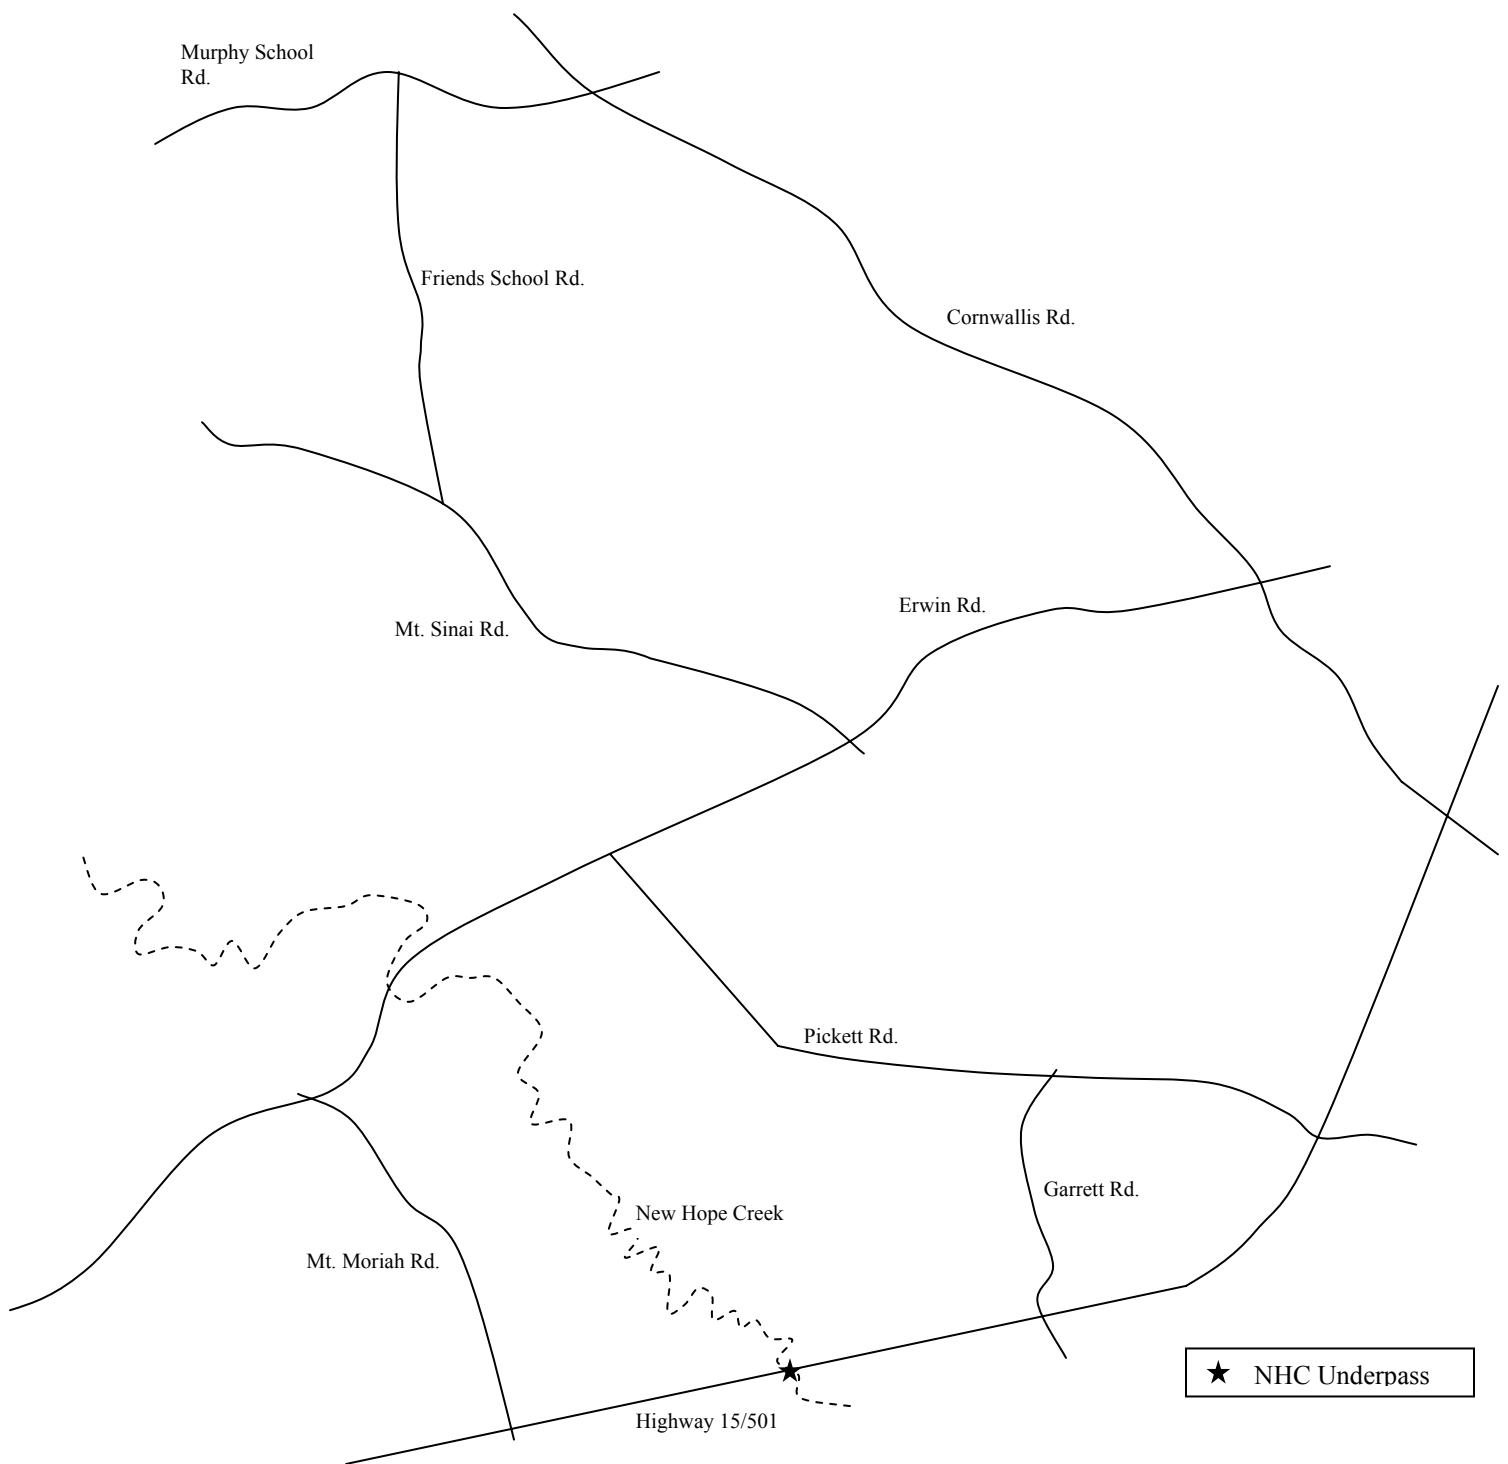 Murphy School
Rd.
Friends School Rd.
Cornwallis Rd.
Erwin Rd.
Mt. Sinai Rd.
Pickett Rd.
Garrett Rd.
New Hope Creek
Mt. Moriah Rd.
NHC Underpass
Highway 15/501